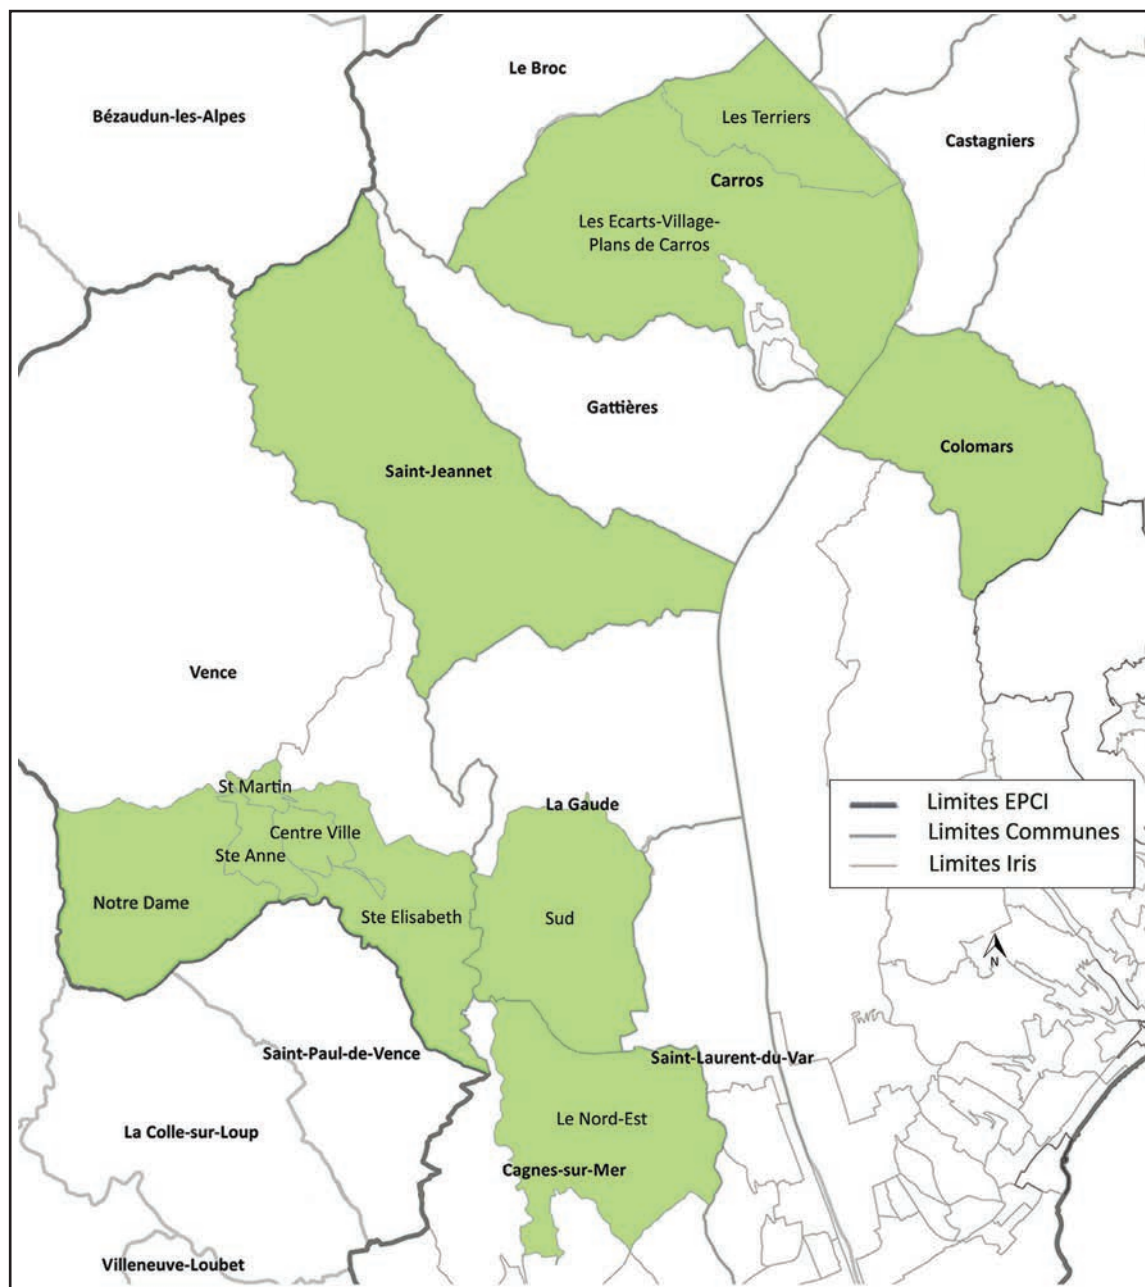 Le Broc
Bézaudun-les-Alpes
Les Terriers
Castagniers
Carros
Les Ecarts-Village-
Plans de Carros
Gattières
Colomars
Saint-Jeannet
Vence
St Martin
La Gaude
Limites EPCI
Centre Ville
Limites Communes
Ste Anne
Limites Iris
Notre Dame
Ste Elisabeth
Sud
N
Saint-Paul-de-Vence
Saint-Laurent-du-Var
La Colle-sur-Loup
Le Nord-Est
Cagnes-sur-Mer
Villeneuve-Loubet